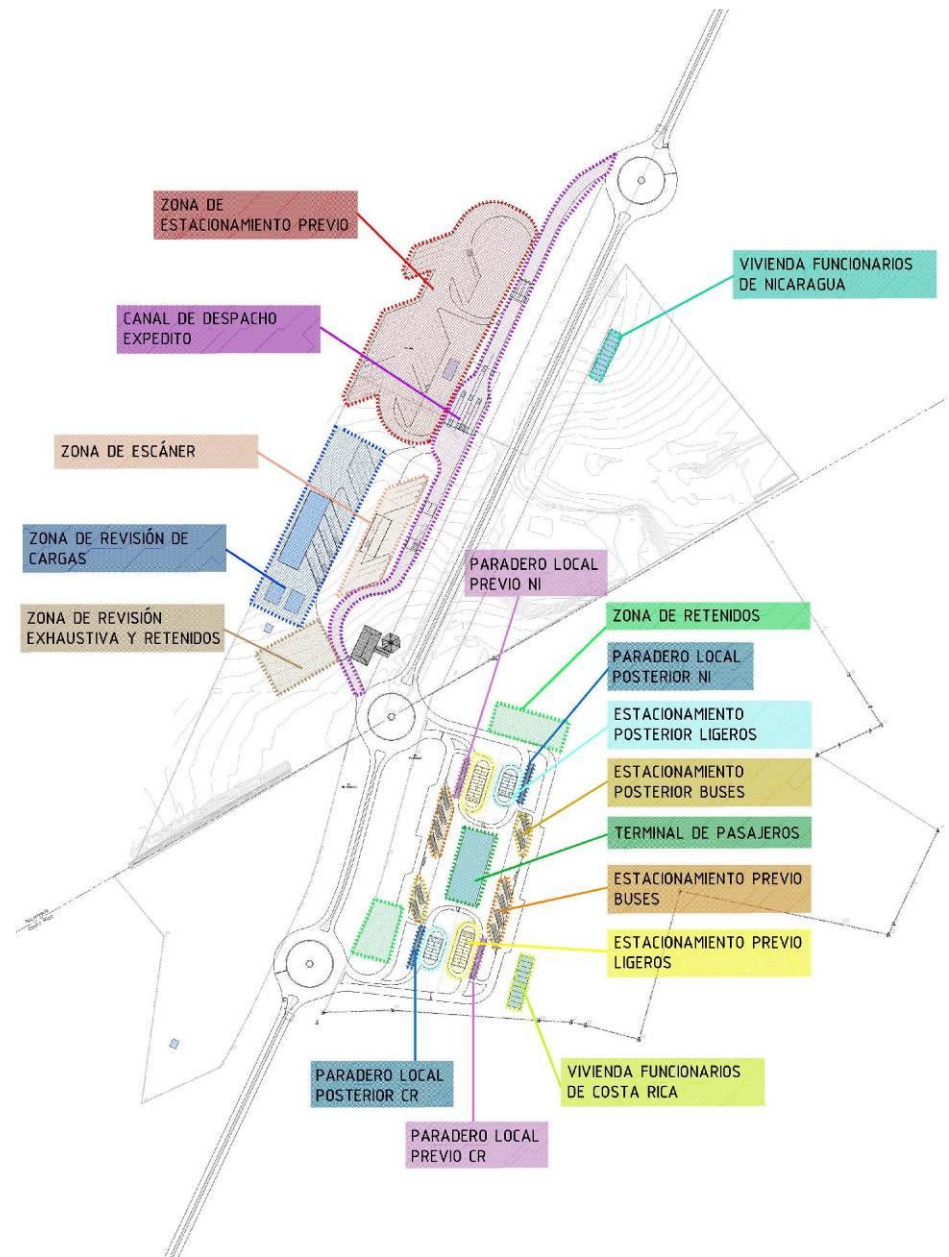 ZONA DE
ESTACIONAMIENTO PREVIO
VIVIENDA FUNCIONARIOS
DE NICARAGUA
CANAL DE DESPACHO
EXPEDITO
ZONA DE ESCÁNER
ZONA DE REVISIÓN DE
CARGAS
PARADERO LOCAL
PREVIO NI
ZONA DE REVISIÓN
EXHAUSTIVA Y RETENIDOS
ZONA DE RETENIDOS
PARADERO LOCAL
POSTERIOR NI
ESTACIONAMIENTO
POSTERIOR LIGEROS
ESTACIONAMIENTO
POSTERIOR BUSES
TERMINAL DE PASAJEROS
ESTACIONAMIENTO PREVIO
BUSES
ESTACIONAMIENTO PREVIO
LIGEROS
Nicaragua
Costa Rica
PARADERO LOCAL
POSTERIOR CR
VIVIENDA FUNCIONARIOS
DE COSTA RICA
PARADERO LOCAL
PREVIO CR